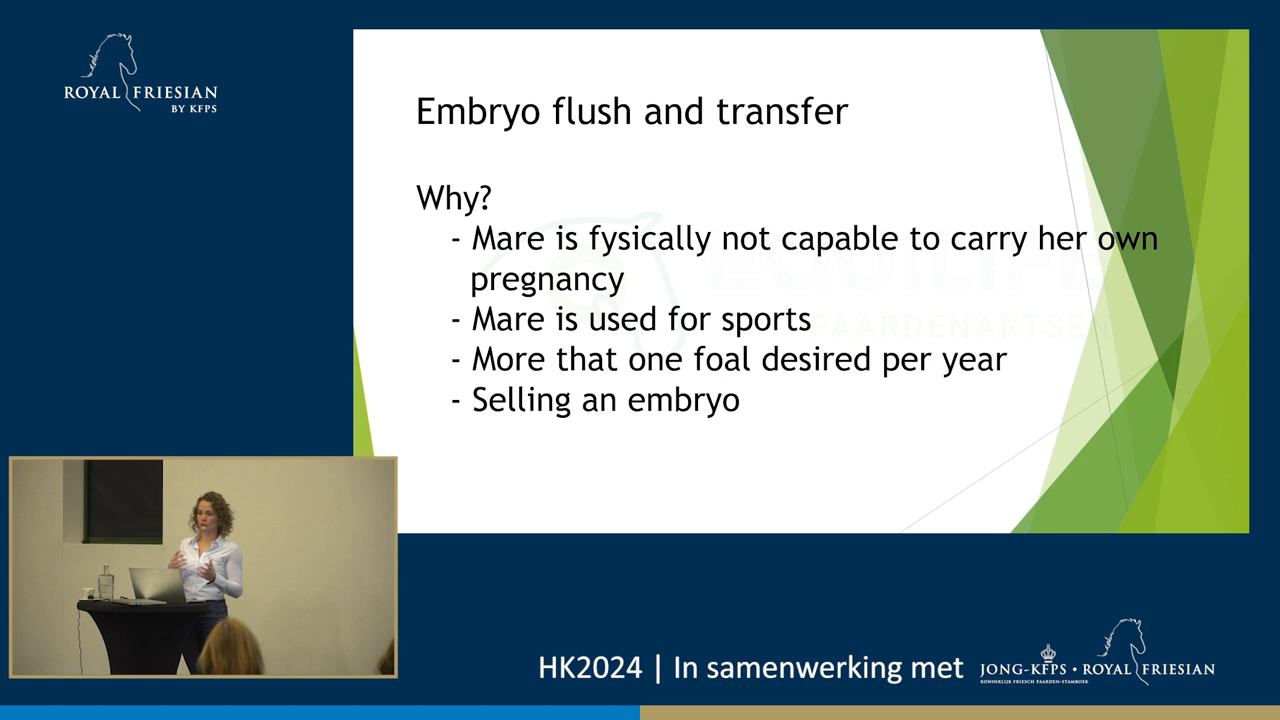 ROYAL FRIESIAN
BY KFPS
Embryo flush and transfer
Why?
- Mare is fysically not capable to carry her own
pregnancy
- Mare is used for sports
- More that one foal desired per year
- Selling an embryo
EQUILIFE
PAARDENARTSEN
HK2024 | In samenwerking met
JONG-KFPS • ROYAL FRIESIAN
KONINKLIJK FRIESCH PAARDEN-STAMBOEK